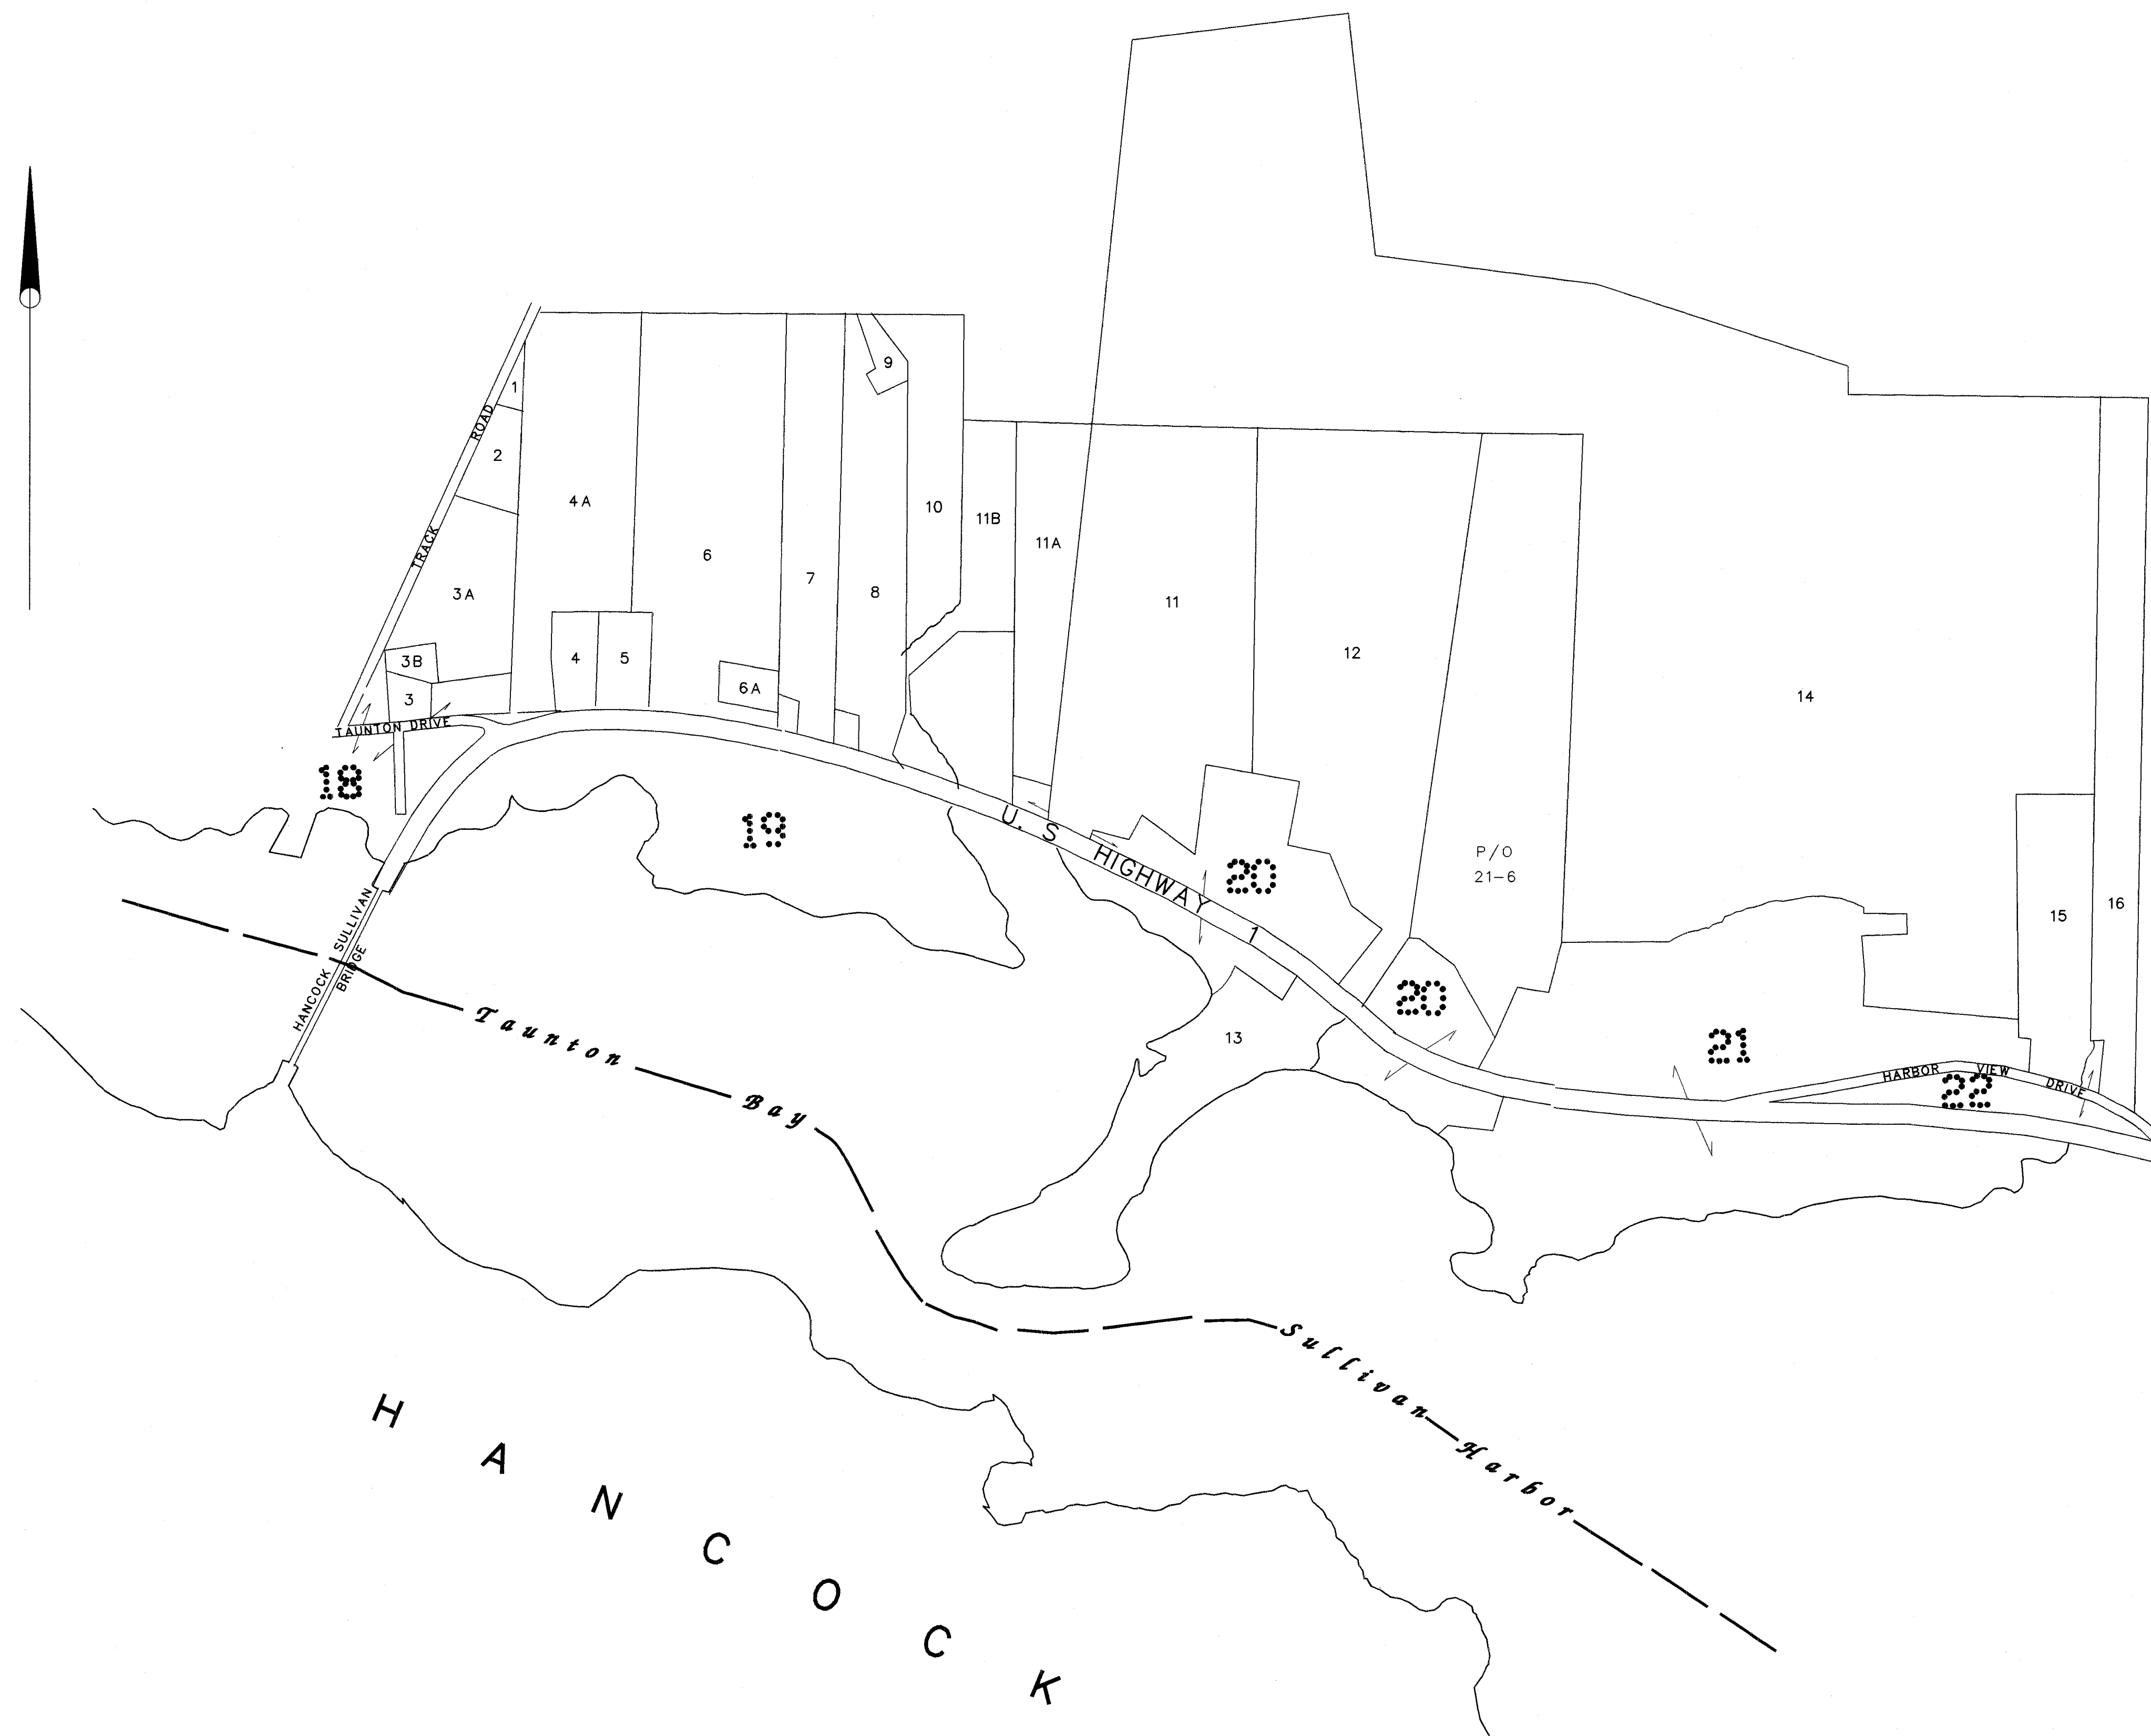 1
9
ROAD
2
4A
10
11B
TRACK
11A
6
7
8
3A
11
12
3B
4
5
6A
3
14
TAUNTON DRIVE
18
19
U. S. HIGHWAY 1
20
P/O
21-6
15
16
HANCOCK SULLIVAN
BRIDGE
20
13
21
HARBOR VIEW DRIVE
22
Taunton Bay
Sullivan Harbor
HANCOCK